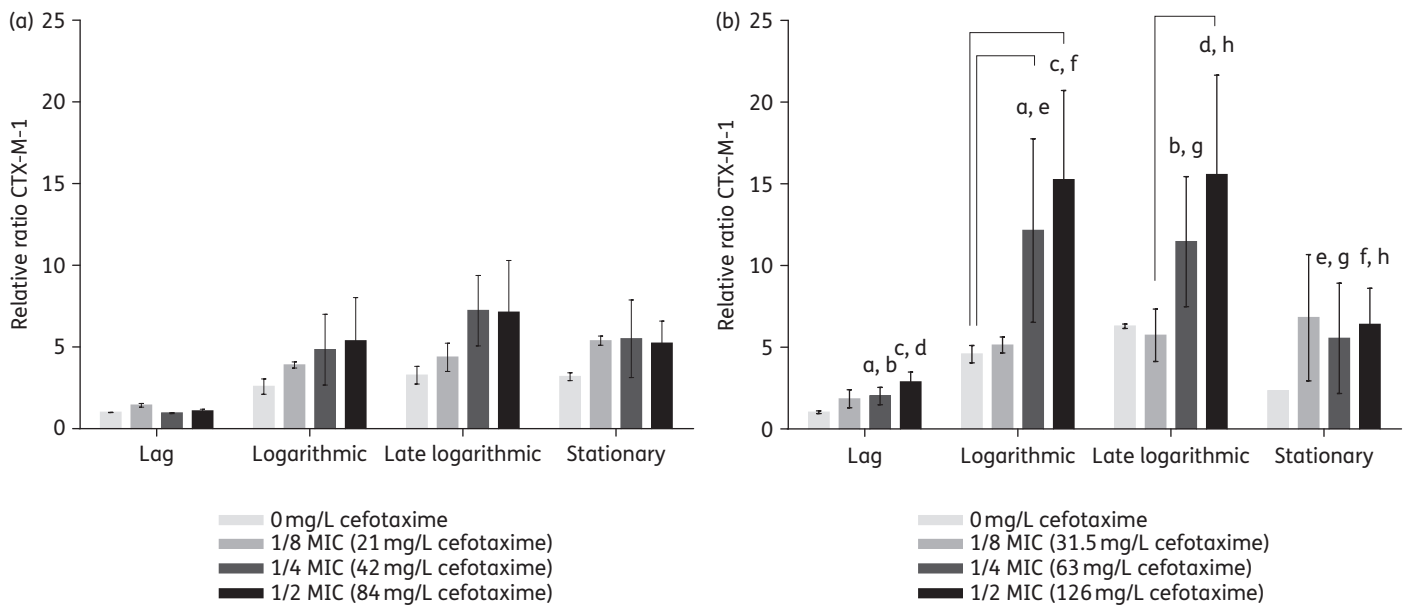 (a)
25
20
15
10
5
0
Relative ratio CTX-M-1
Lag
Logarithmic
Late logarithmic
Stationary
0 mg/L cefotaxime
1/8 MIC (21 mg/L cefotaxime)
1/4 MIC (42 mg/L cefotaxime)
1/2 MIC (84 mg/L cefotaxime)
(b)
25
20
15
10
5
0
Relative ratio CTX-M-1
a, b
c, d
a, e
c, f
b, g
d, h
e, g
f, h
Lag
Logarithmic
Late logarithmic
Stationary
0 mg/L cefotaxime
1/8 MIC (31.5 mg/L cefotaxime)
1/4 MIC (63 mg/L cefotaxime)
1/2 MIC (126 mg/L cefotaxime)